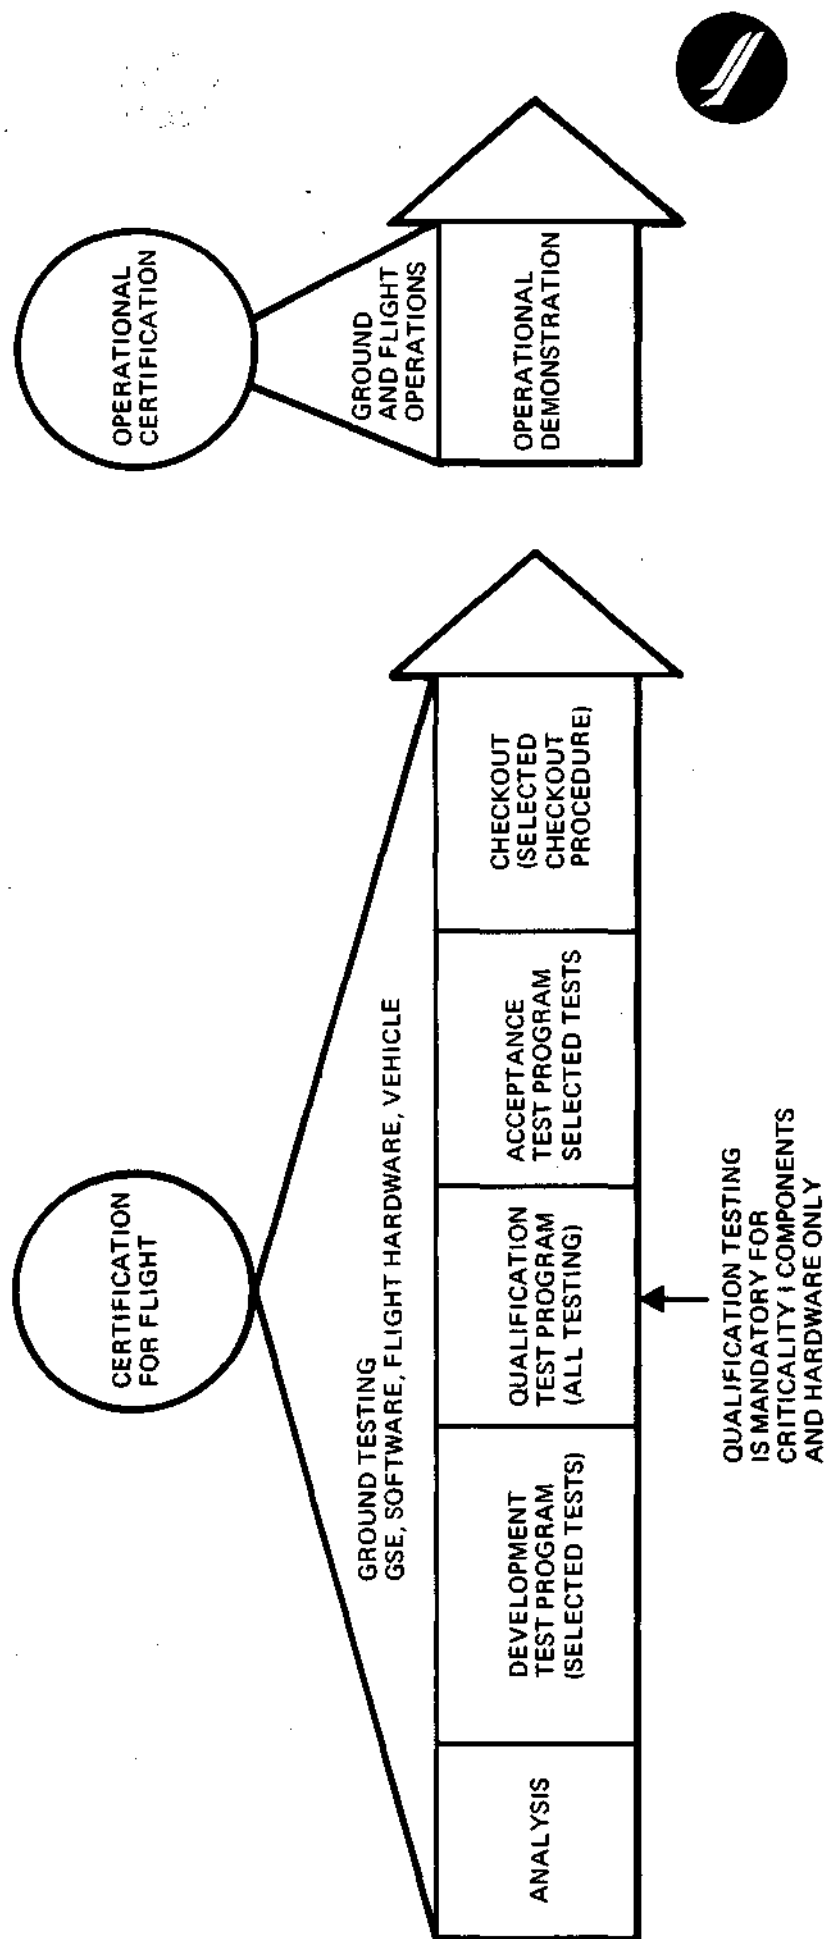 CERTIFICATION
FOR FLIGHT
GROUND TESTING
GSE, SOFTWARE, FLIGHT HARDWARE, VEHICLE
ANALYSIS
DEVELOPMENT
TEST PROGRAM
(SELECTED TESTS)
QUALIFICATION
TEST PROGRAM
(ALL TESTING)
ACCEPTANCE
TEST PROGRAM
SELECTED TESTS
CHECKOUT
(SELECTED
CHECKOUT
PROCEDURE)
QUALIFICATION TESTING
IS MANDATORY FOR
CRITICALITY I COMPONENTS
AND HARDWARE ONLY
OPERATIONAL
CERTIFICATION
GROUND
AND FLIGHT
OPERATIONS
OPERATIONAL
DEMONSTRATION